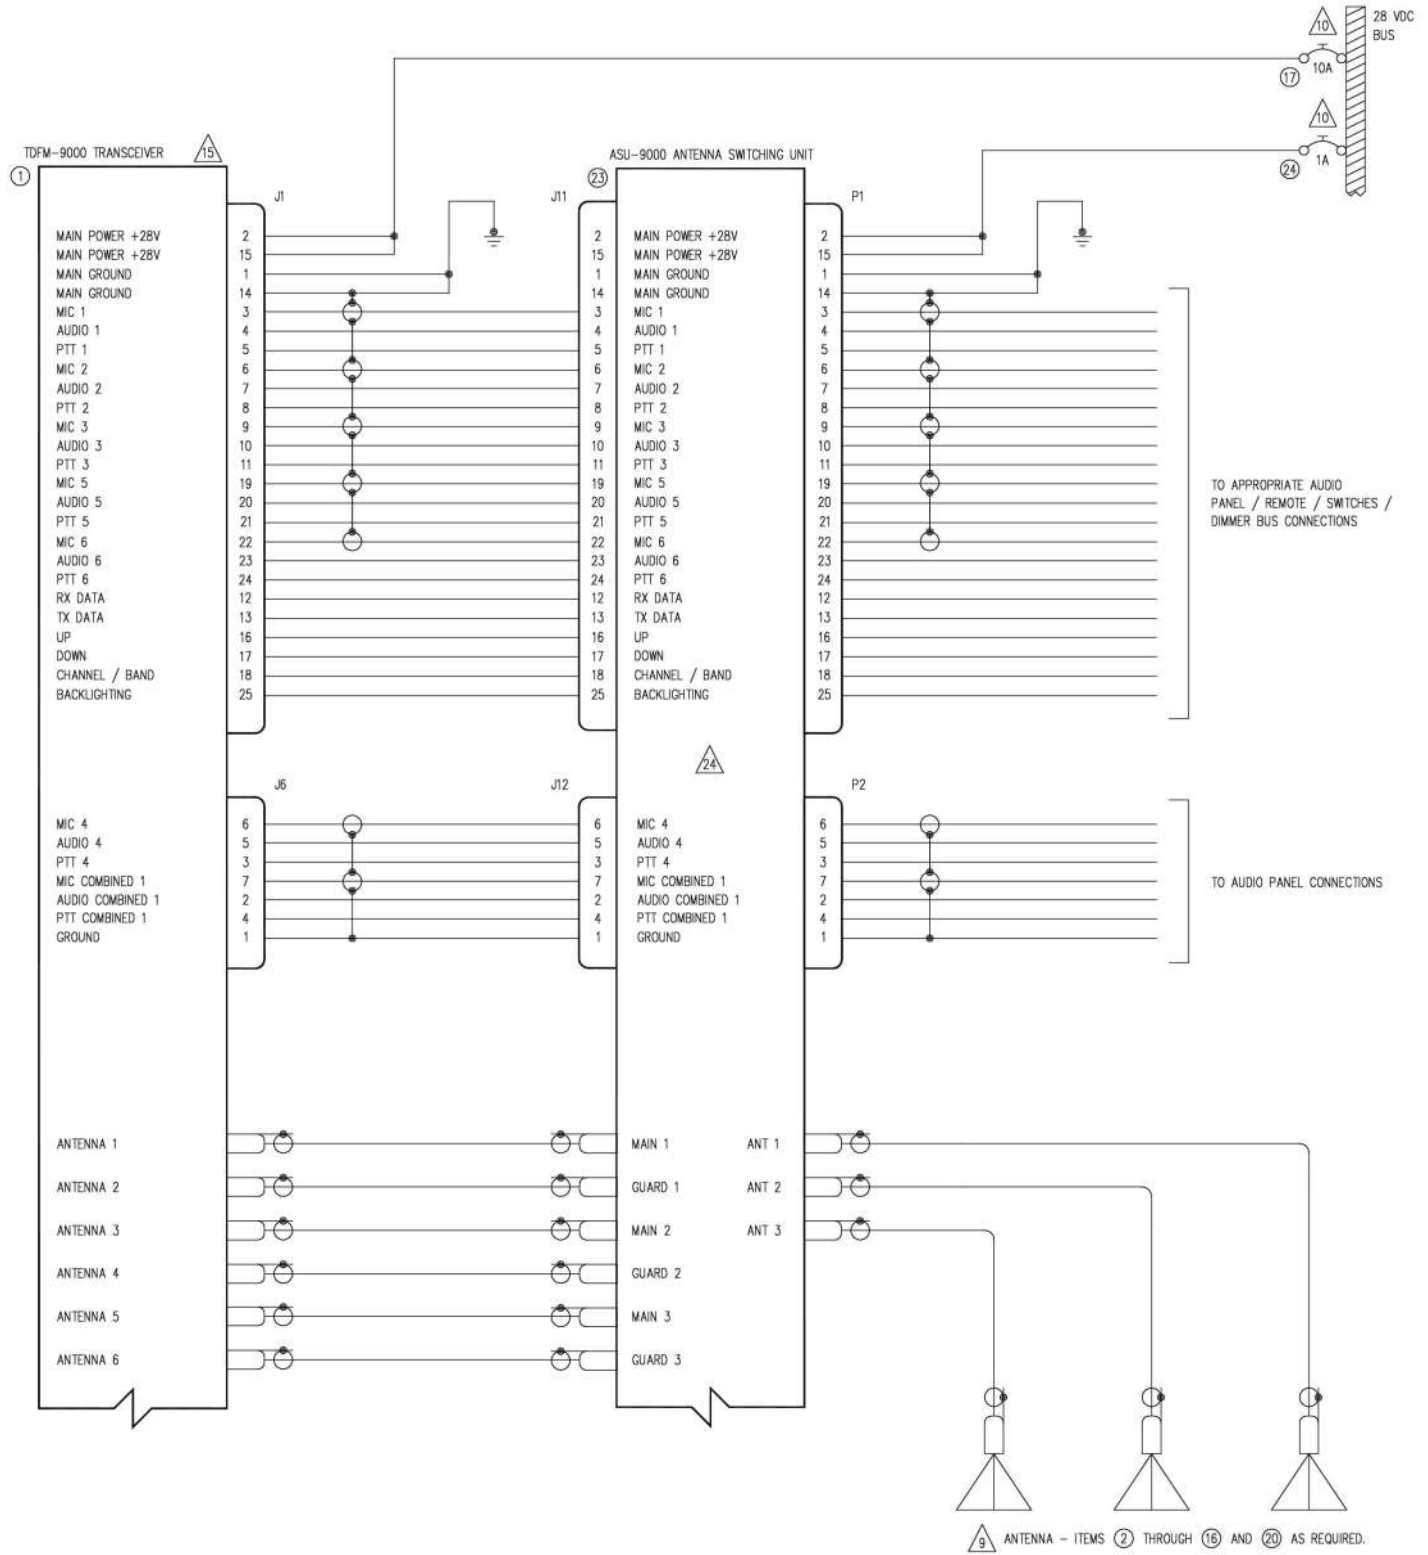 10
28 VDC
BUS
17
10A
10
24
1A
TDFM-9000 TRANSCEIVER
15
ASU-9000 ANTENNA SWITCHING UNIT
1
23
J1
J11
P1
MAIN POWER +28V 2 2 MAIN POWER +28V 2
MAIN POWER +28V 15 15 MAIN POWER +28V 15
MAIN GROUND 1 1 MAIN GROUND 1
MAIN GROUND 14 14 MAIN GROUND 14
MIC 1 3 3 MIC 1 3
AUDIO 1 4 4 AUDIO 1 4
PTT 1 5 5 PTT 1 5
MIC 2 6 6 MIC 2 6
AUDIO 2 7 7 AUDIO 2 7
PTT 2 8 8 PTT 2 8
MIC 3 9 9 MIC 3 9
AUDIO 3 10 10 AUDIO 3 10
PTT 3 11 11 PTT 3 11
MIC 5 19 19 MIC 5 19
AUDIO 5 20 20 AUDIO 5 20
PTT 5 21 21 PTT 5 21
MIC 6 22 22 MIC 6 22
AUDIO 6 23 23 AUDIO 6 23
PTT 6 24 24 PTT 6 24
RX DATA 12 12 RX DATA 12
TX DATA 13 13 TX DATA 13
UP 16 16 UP 16
DOWN 17 17 DOWN 17
CHANNEL / BAND 18 18 CHANNEL / BAND 18
BACKLIGHTING 25 25 BACKLIGHTING 25
TO APPROPRIATE AUDIO
PANEL / REMOTE / SWITCHES /
DIMMER BUS CONNECTIONS
24
J6
J12
P2
MIC 4 6 6 MIC 4 6
AUDIO 4 5 5 AUDIO 4 5
PTT 4 3 3 PTT 4 3
MIC COMBINED 1 7 7 MIC COMBINED 1 7
AUDIO COMBINED 1 2 2 AUDIO COMBINED 1 2
PTT COMBINED 1 4 4 PTT COMBINED 1 4
GROUND 1 1 GROUND 1
TO AUDIO PANEL CONNECTIONS
ANTENNA 1 MAIN 1 ANT 1
ANTENNA 2 GUARD 1 ANT 2
ANTENNA 3 MAIN 2 ANT 3
ANTENNA 4 GUARD 2
ANTENNA 5 MAIN 3
ANTENNA 6 GUARD 3
9 ANTENNA - ITEMS 2 THROUGH 16 AND 20 AS REQUIRED.